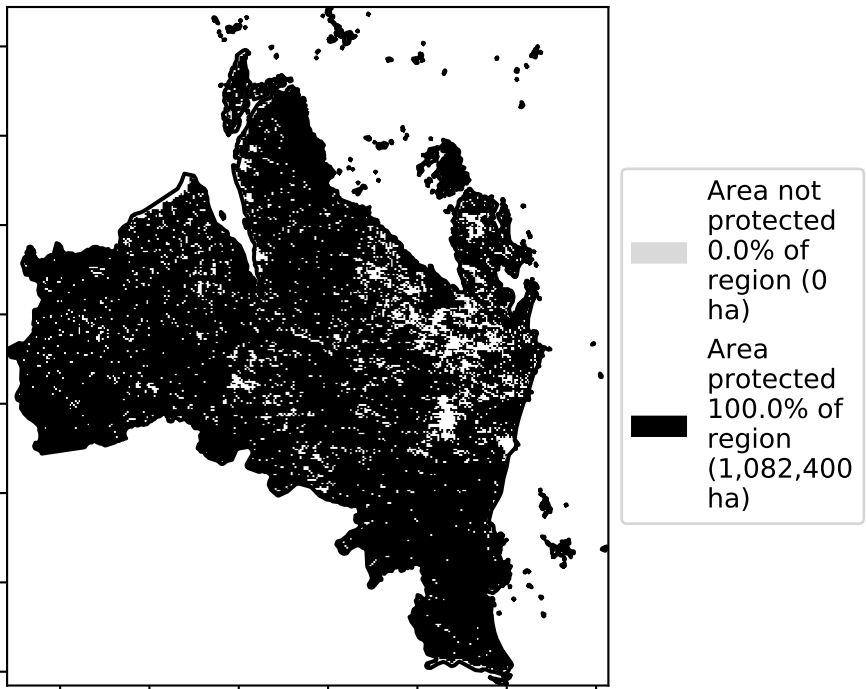 Area not
protected
0.0% of
region (0
ha)
Area
protected
100.0% of
region
(1,082,400
ha)